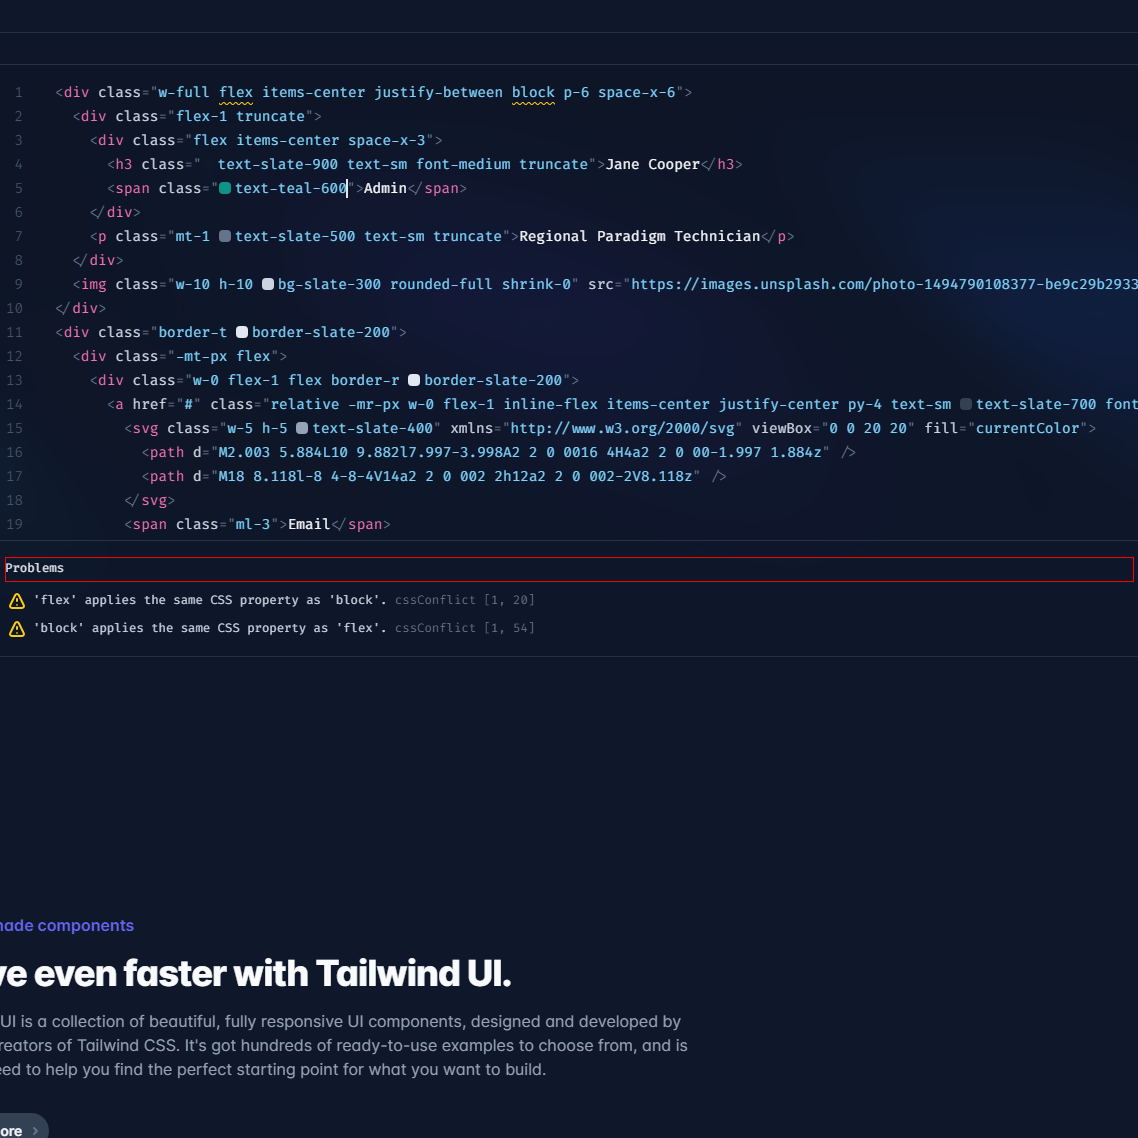 1 <div class="w-full flex items-center justify-between block p-6 space-x-6">
2 <div class="flex-1 truncate">
3 <div class="flex items-center space-x-3">
4 <h3 class="  text-slate-900 text-sm font-medium truncate">Jane Cooper</h3>
5 <span class="text-teal-600">Admin</span>
6 </div>
7 <p class="mt-1 text-slate-500 text-sm truncate">Regional Paradigm Technician</p>
8 </div>
9 <img class="w-10 h-10 bg-slate-300 rounded-full shrink-0" src="https://images.unsplash.com/photo-1494790108377-be9c29b2933
10 </div>
11 <div class="border-t border-slate-200">
12 <div class="-mt-px flex">
13 <div class="w-0 flex-1 flex border-r border-slate-200">
14 <a href="#" class="relative -mr-px w-0 flex-1 inline-flex items-center justify-center py-4 text-sm text-slate-700 font
15 <svg class="w-5 h-5 text-slate-400" xmlns="http://www.w3.org/2000/svg" viewBox="0 0 20 20" fill="currentColor">
16 <path d="M2.003 5.884L10 9.882l7.997-3.998A2 2 0 0016 4H4a2 2 0 00-1.997 1.884z" />
17 <path d="M18 8.118l-8 4-8-4V14a2 2 0 002 2h12a2 2 0 002-2V8.118z" />
18 </svg>
19 <span class="ml-3">Email</span>
Problems
'flex' applies the same CSS property as 'block'. cssConflict [1, 20]
'block' applies the same CSS property as 'flex'. cssConflict [1, 54]
made components
ve even faster with Tailwind UI.
UI is a collection of beautiful, fully responsive UI components, designed and developed by
reators of Tailwind CSS. It's got hundreds of ready-to-use examples to choose from, and is
eed to help you find the perfect starting point for what you want to build.
ore